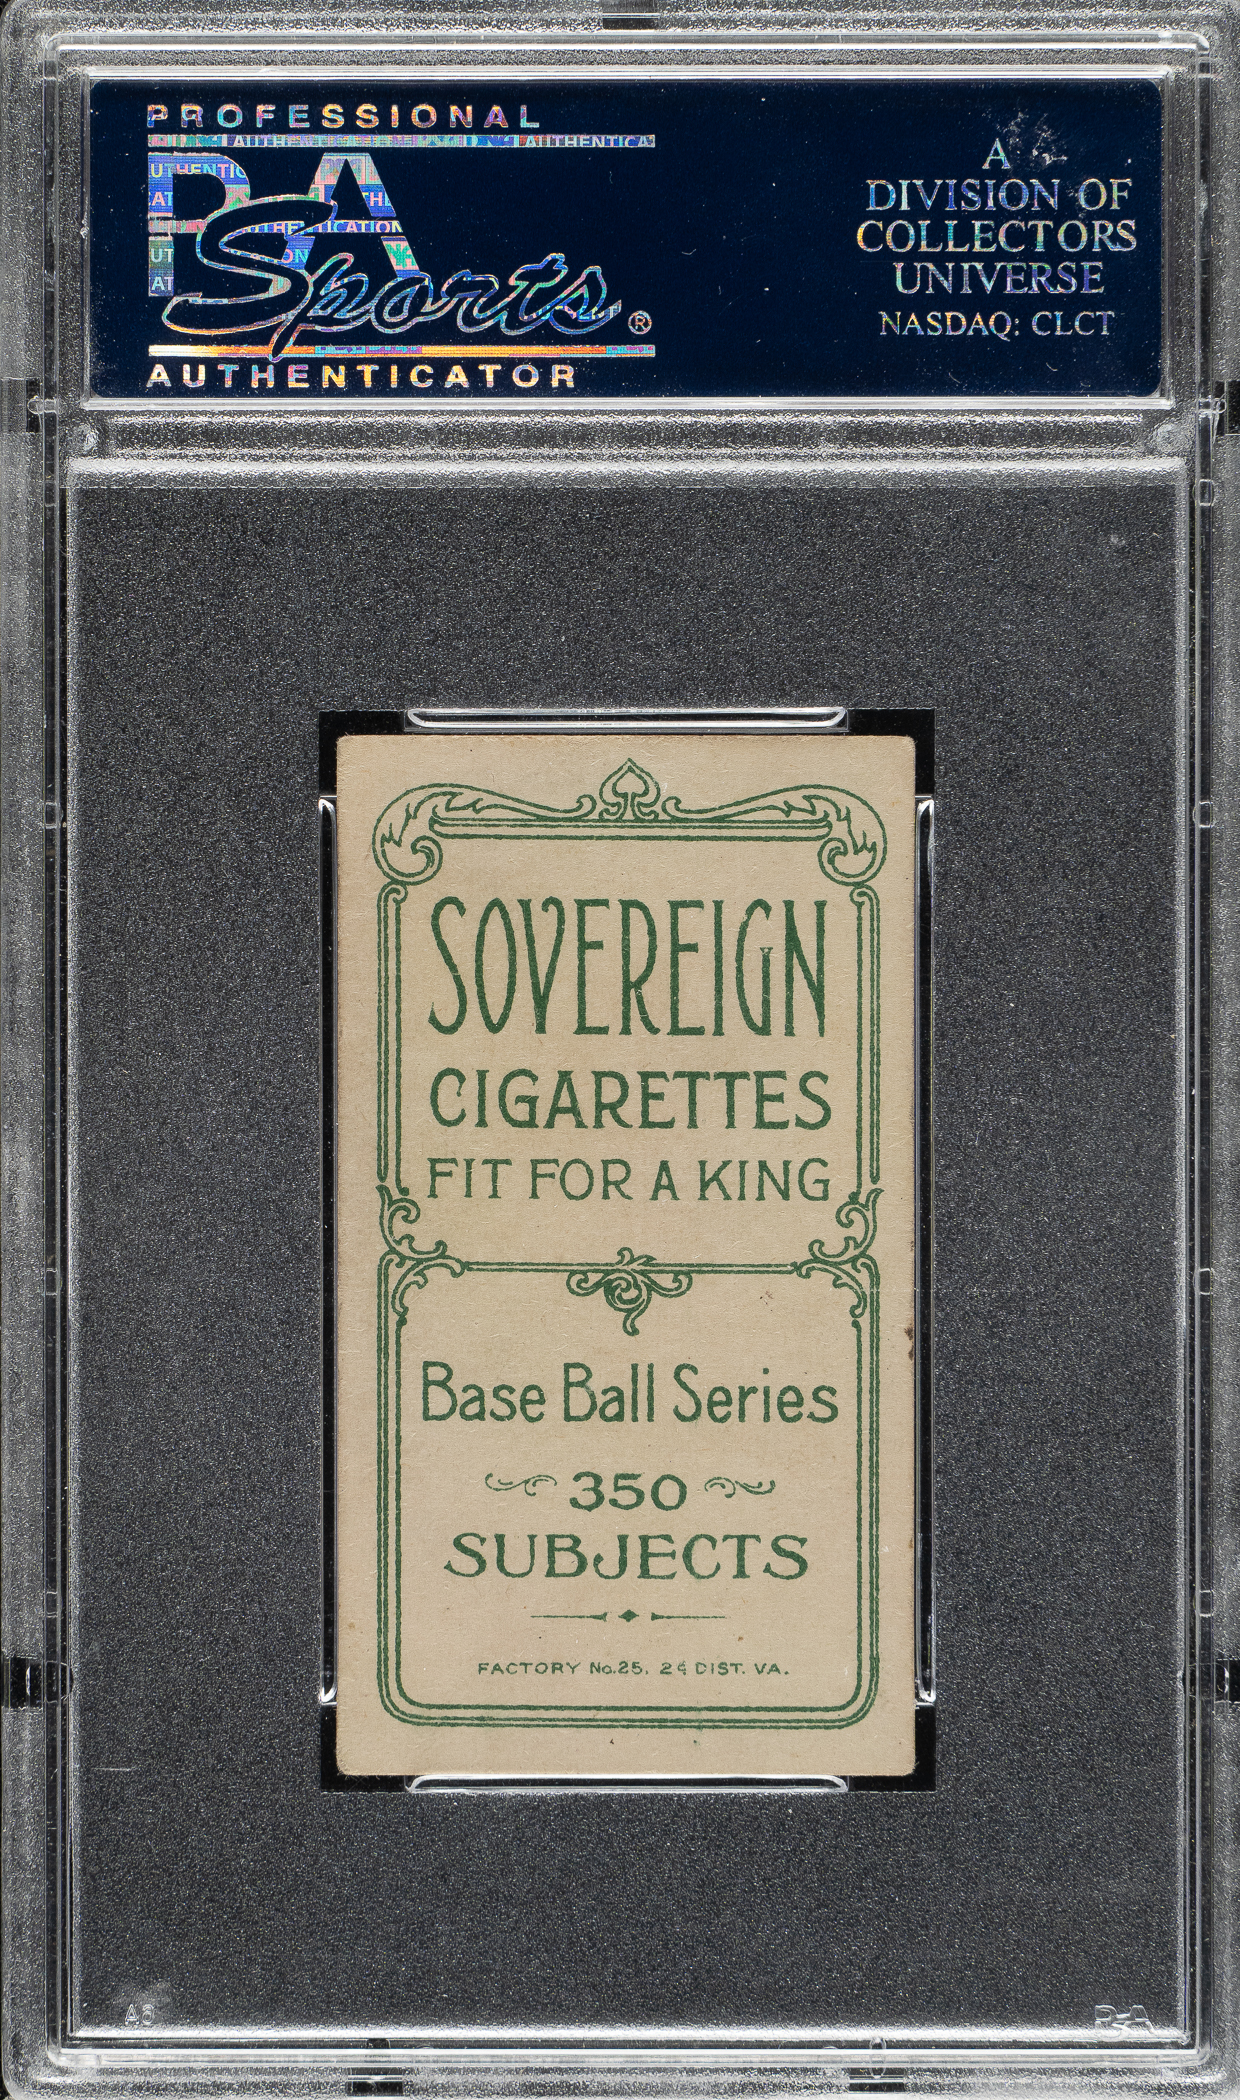 PROFESSIONAL
PSA
Sports®
AUTHENTICATOR
A
DIVISION OF
COLLECTORS
UNIVERSE
NASDAQ: CLCT
SOVEREIGN
CIGARETTES
FIT FOR A KING
Base Ball Series
350
SUBJECTS
FACTORY No. 25. 2d DIST. VA.
PSA